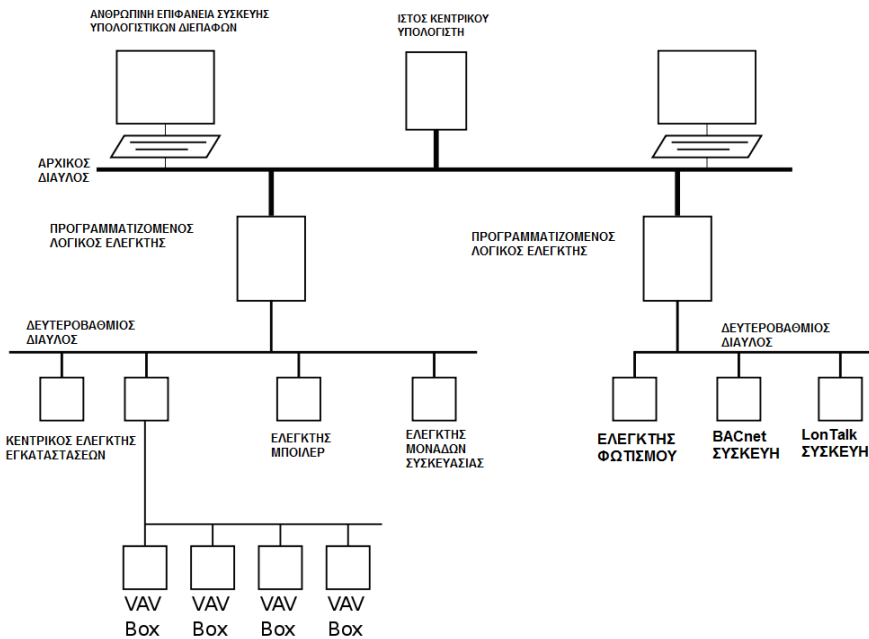 ΑΝΘΡΩΠΙΝΗ ΕΠΙΦΑΝΕΙΑ ΣΥΣΚΕΥΗΣ
ΥΠΟΛΟΓΙΣΤΙΚΩΝ ΔΙΕΠΑΦΩΝ
ΙΣΤΟΣ ΚΕΝΤΡΙΚΟΥ
ΥΠΟΛΟΓΙΣΤΗ
ΑΡΧΙΚΟΣ
ΔΙΑΥΛΟΣ
ΠΡΟΓΡΑΜΜΑΤΙΖΟΜΕΝΟΣ
ΛΟΓΙΚΟΣ ΕΛΕΓΚΤΗΣ
ΠΡΟΓΡΑΜΜΑΤΙΖΟΜΕΝΟΣ
ΛΟΓΙΚΟΣ ΕΛΕΓΚΤΗΣ
ΔΕΥΤΕΡΟΒΑΘΜΙΟΣ
ΔΙΑΥΛΟΣ
ΔΕΥΤΕΡΟΒΑΘΜΙΟΣ
ΔΙΑΥΛΟΣ
ΚΕΝΤΡΙΚΟΣ ΕΛΕΓΚΤΗΣ
ΕΓΚΑΤΑΣΤΑΣΕΩΝ
ΕΛΕΓΚΤΗΣ
ΜΠΟΙΛΕΡ
ΕΛΕΓΚΤΗΣ
ΜΟΝΑΔΩΝ
ΣΥΣΚΕΥΑΣΙΑΣ
ΕΛΕΓΚΤΗΣ
ΦΩΤΙΣΜΟΥ
BACnet
ΣΥΣΚΕΥΗ
LonTalk
ΣΥΣΚΕΥΗ
VAV
Box
VAV
Box
VAV
Box
VAV
Box